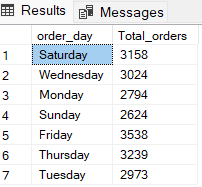 Results Messages
order_day Total_orders
1 Saturday 3158
2 Wednesday 3024
3 Monday 2794
4 Sunday 2624
5 Friday 3538
6 Thursday 3239
7 Tuesday 2973